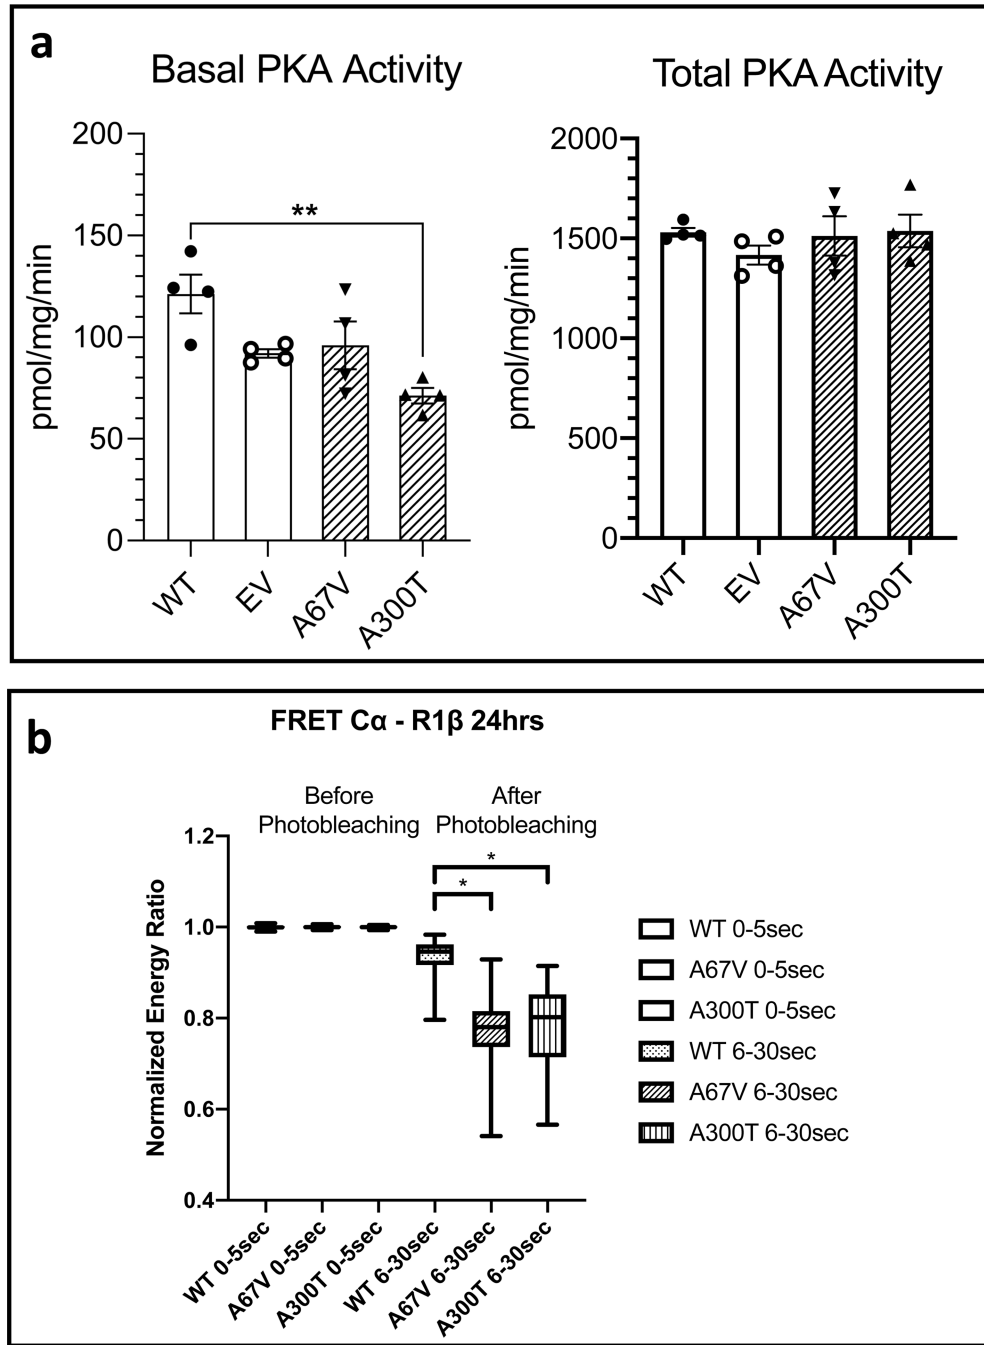 a
Basal PKA Activity
Total PKA Activity
pmol/mg/min
200
150
100
50
0
**
WT
EV
A67V
A300T
pmol/mg/min
2000
1500
1000
500
0
WT
EV
A67V
A300T
b
FRET Cα - R1β 24hrs
Before
Photobleaching
After
Photobleaching
Normalized Energy Ratio
1.2
1.0
0.8
0.6
0.4
*
*
WT 0-5sec
A67V 0-5sec
A300T 0-5sec
WT 6-30sec
A67V 6-30sec
A300T 6-30sec
WT 0-5sec
A67V 0-5sec
A300T 0-5sec
WT 6-30sec
A67V 6-30sec
A300T 6-30sec